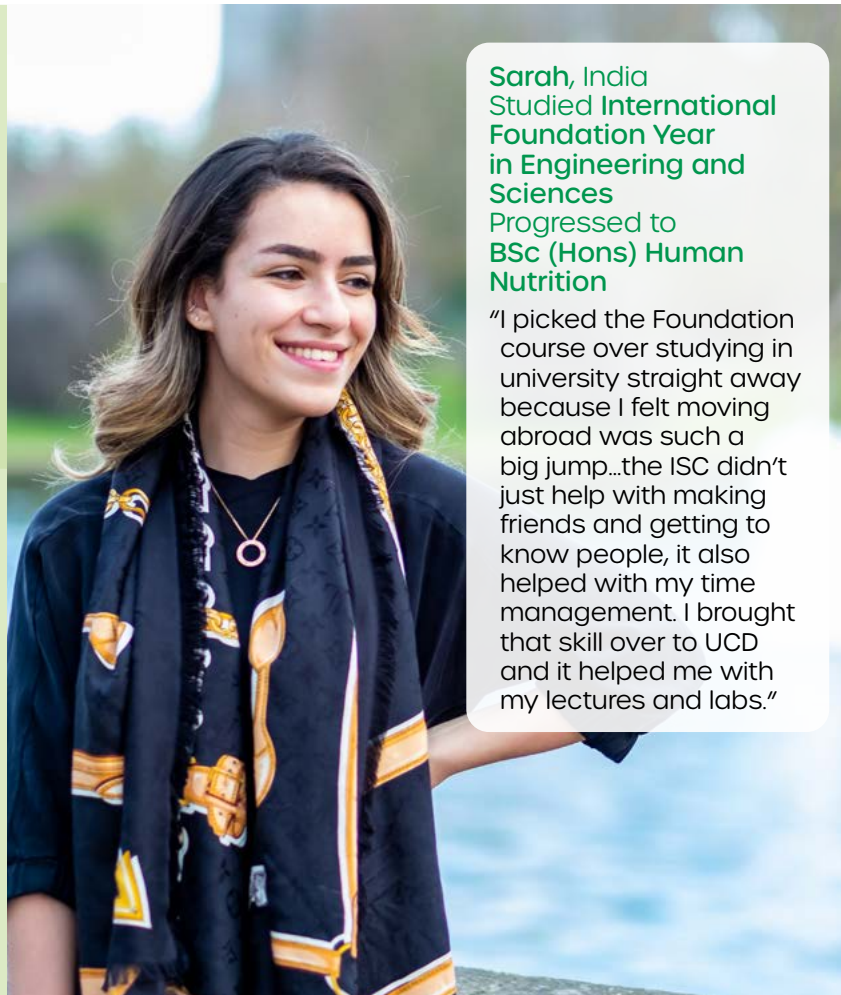 Sarah, India
Studied International
Foundation Year
in Engineering and
Sciences
Progressed to
BSc (Hons) Human
Nutrition
“I picked the Foundation
course over studying in
university straight away
because I felt moving
abroad was such a
big jump...the ISC didn’t
just help with making
friends and getting to
know people, it also
helped with my time
management. I brought
that skill over to UCD
and it helped me with
my lectures and labs.”